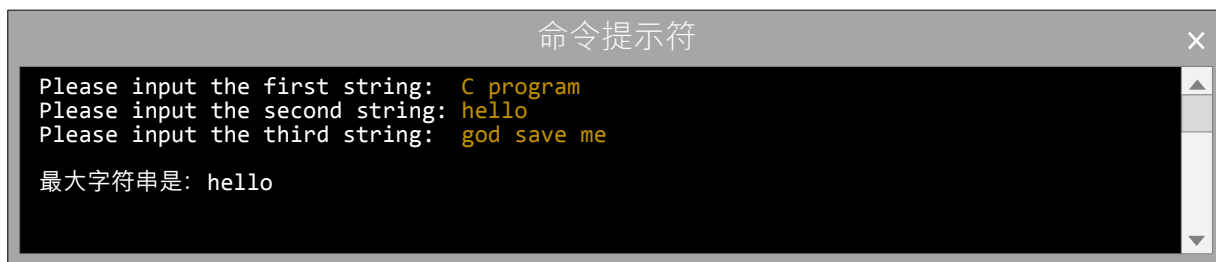 命令提示符
Please input the first string: C program
Please input the second string: hello
Please input the third string: god save me
最大字符串是: hello